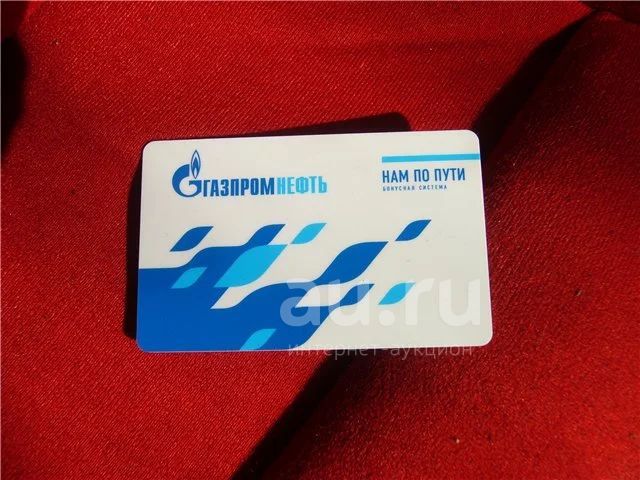 ГАЗПРОМНЕФТЬ
НАМ ПО ПУТИ
БОНУСНАЯ СИСТЕМА
au.ru
интернет-аукцион